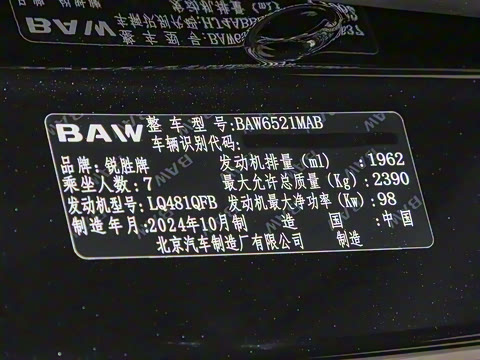 BAW
整车型号:BAW6521MAB
车辆识别代码:
品牌:锐胜牌 发动机排量(ml) :1962
乘坐人数:7 最大允许总质量(Kg):2390
发动机型号:LQ481QFB 发动机最大净功率(Kw):98
制造年月:2024年10月制 造 国 :中国
北京汽车制造厂有限公司 制造